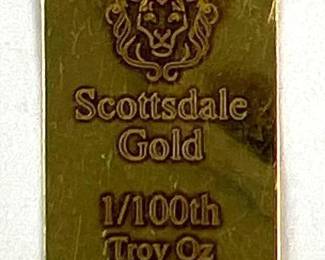 Scottsdale
Gold
1/100th
Troy Oz